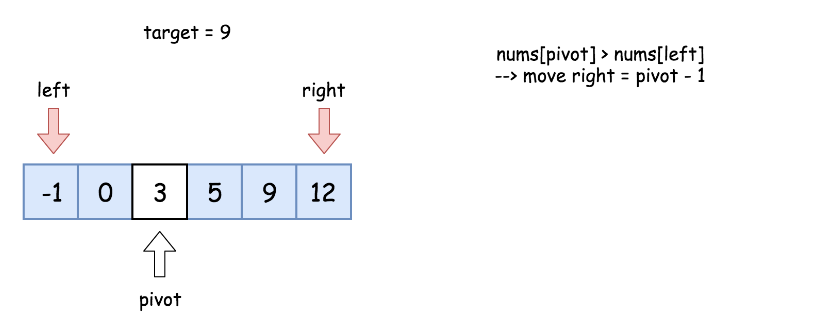 target = 9
nums[pivot] > nums[left]
--> move right = pivot - 1
left
right
-1 0 3 5 9 12
pivot